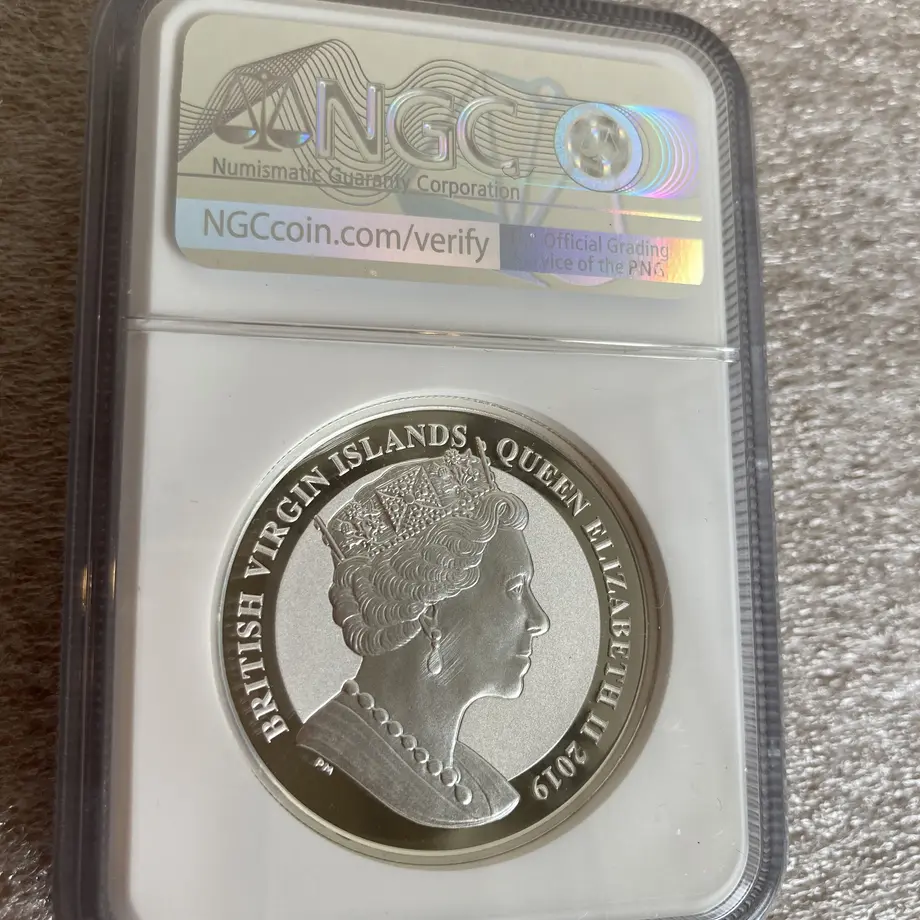 NGC
Numismatic Guaranty Corporation
NGCcoin.com/verify
Official Grading
of the PNG
BRITISH VIRGIN ISLANDS QUEEN ELIZABETH II 2019
PM